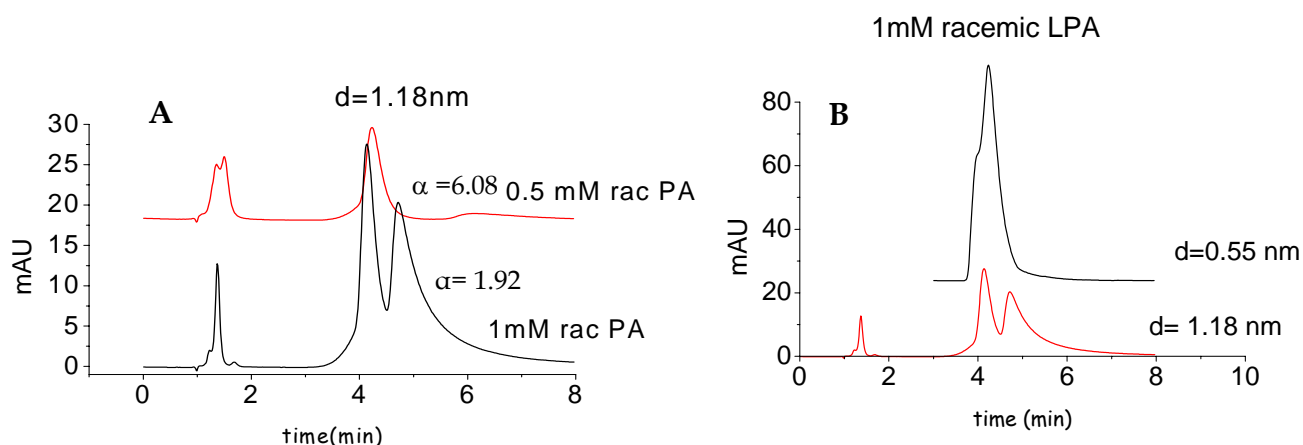 A
d=1.18nm
α =6.08 0.5 mM rac PA
α= 1.92
1mM rac PA
mAU
30
25
20
15
10
5
0
0 2 4 6 8
time(min)
1mM racemic LPA
B
d=0.55 nm
d= 1.18 nm
mAU
80
60
40
20
0
0 2 4 6 8 10
time (min)